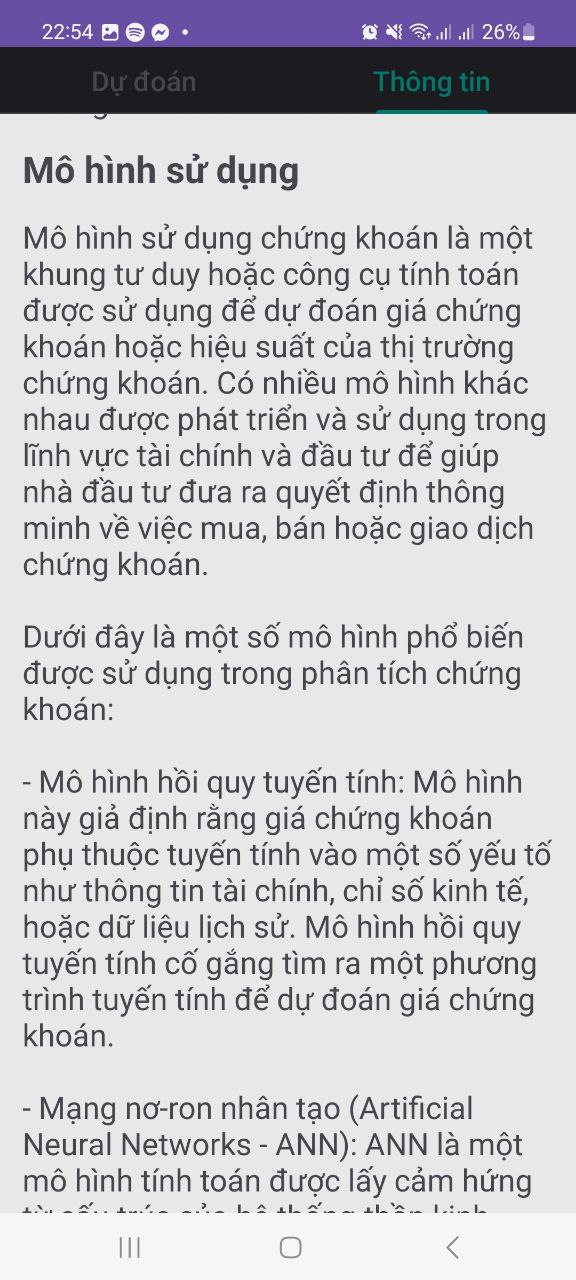 22:54
26%
Dự đoán
Thông tin
Mô hình sử dụng
Mô hình sử dụng chứng khoán là một
khung tư duy hoặc công cụ tính toán
được sử dụng để dự đoán giá chứng
khoán hoặc hiệu suất của thị trường
chứng khoán. Có nhiều mô hình khác
nhau được phát triển và sử dụng trong
lĩnh vực tài chính và đầu tư để giúp
nhà đầu tư đưa ra quyết định thông
minh về việc mua, bán hoặc giao dịch
chứng khoán.
Dưới đây là một số mô hình phổ biến
được sử dụng trong phân tích chứng
khoán:
- Mô hình hồi quy tuyến tính: Mô hình
này giả định rằng giá chứng khoán
phụ thuộc tuyến tính vào một số yếu tố
như thông tin tài chính, chỉ số kinh tế,
hoặc dữ liệu lịch sử. Mô hình hồi quy
tuyến tính cố gắng tìm ra một phương
trình tuyến tính để dự đoán giá chứng
khoán.
- Mạng nơ-ron nhân tạo (Artificial
Neural Networks - ANN): ANN là một
mô hình tính toán được lấy cảm hứng
từ cấu trúc của hệ thống thần kinh